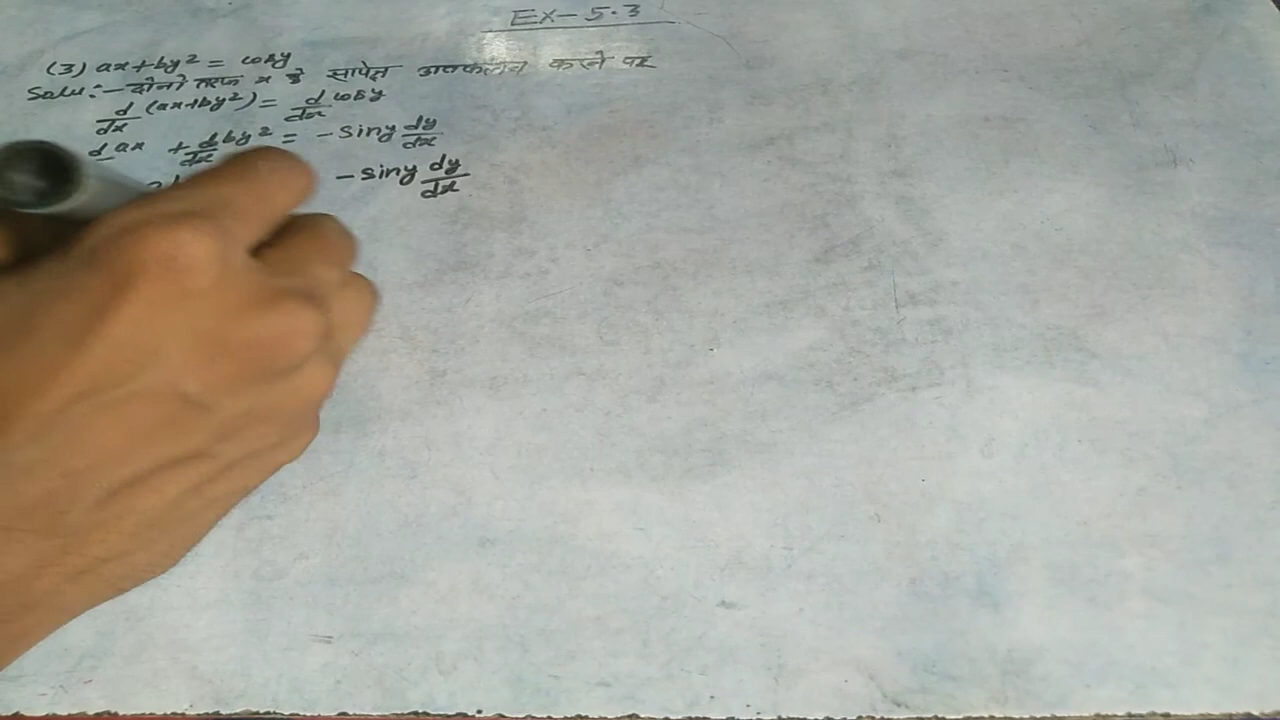 Ex-5.3
(3) ax+by² = cosy
Solu:- दोनो तरफ x के सापेक्ष अवकलन करने पर
d/dx (ax+by²) = d/dx cosy
d ax + d/dx by² = -siny dy/dx
-siny dy/dx